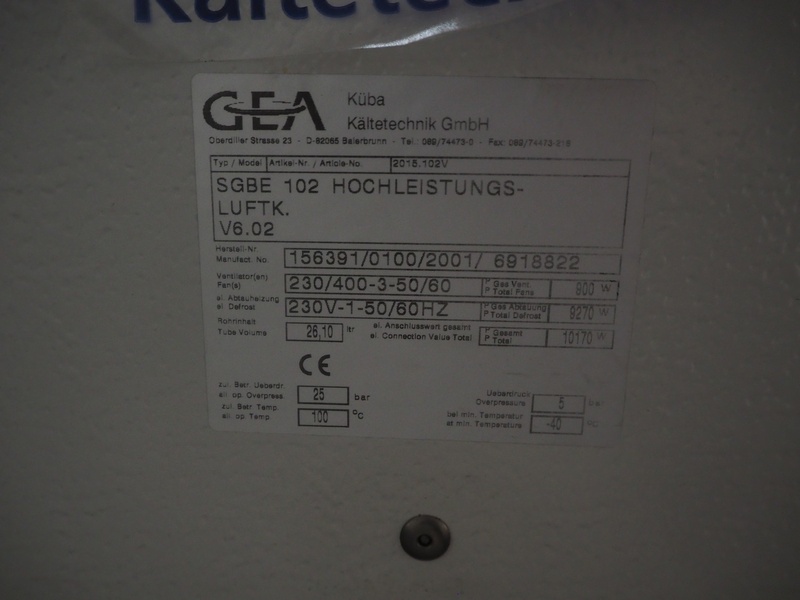 Kältetechn
GEA Küba
Kältetechnik GmbH
Oberdiller Strasse 23 - D-82065 Baierbrunn - Tel.: 089/74473-0 - Fax: 089/74473-216
Typ / Model Artikel-Nr. / Article-No. 2015.102V
SGBE 102 HOCHLEISTUNGS-
LUFTK.
V6.02
Herstell-Nr.
Manufact. No. 156391/0100/2001/ 6918822
Ventilator(en)
Fan(s) 230/400-3-50/60 P Ges Vent. P Total Fans 900 W
el. Abtauheizung
el. Defrost 230V-1-50/60HZ P Ges Abtauung P Total Defrost 9270 W
Rohrinhalt
Tube Volume 26,10 ltr el. Anschlusswert gesamt el. Connection Value Total P Gesamt P Total 10170 W
CE
zul. Betr. Ueberdr.
all. op. Overpress. 25 bar
Ueberdruck
Overpressure 5 bar
zul. Betr. Temp.
all. op. Temp. 100 °C
bei min. Temperatur
at min. Temperature -40 °C